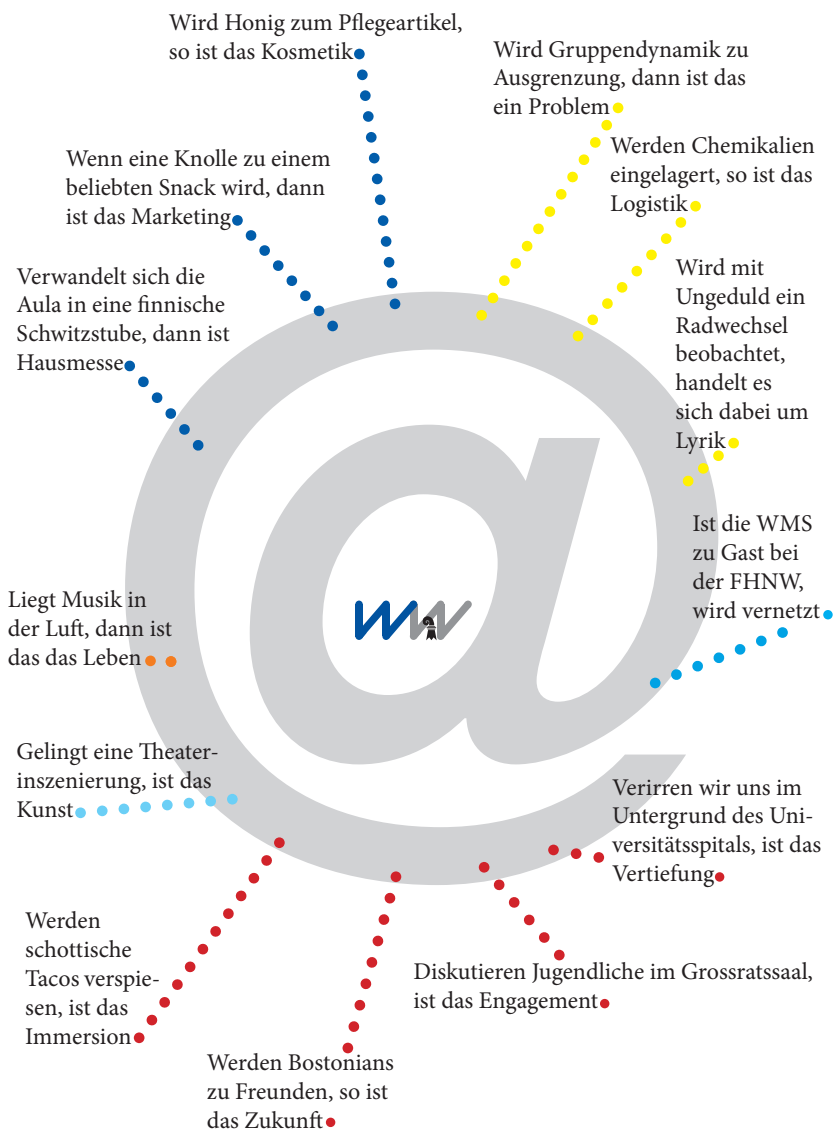 Wird Honig zum Pflegeartikel,
so ist das Kosmetik
Wird Gruppendynamik zu
Ausgrenzung, dann ist das
ein Problem
Wenn eine Knolle zu einem
beliebten Snack wird, dann
ist das Marketing
Werden Chemikalien
eingelagert, so ist das
Logistik
Verwandelt sich die
Aula in eine finnische
Schwitzstube, dann ist
Hausmesse
Wird mit
Ungeduld ein
Radwechsel
beobachtet,
handelt es
sich dabei um
Lyrik
Ist die WMS
zu Gast bei
der FHNW,
wird vernetzt
@
WW
Liegt Musik in
der Luft, dann ist
das das Leben
Gelingt eine Theater-
inszenierung, ist das
Kunst
Verirren wir uns im
Untergrund des Uni-
versitätsspitals, ist das
Vertiefung
Werden
schottische
Tacos verspie-
sen, ist das
Immersion
Diskutieren Jugendliche im Grossratssaal,
ist das Engagement
Werden Bostonians
zu Freunden, so ist
das Zukunft